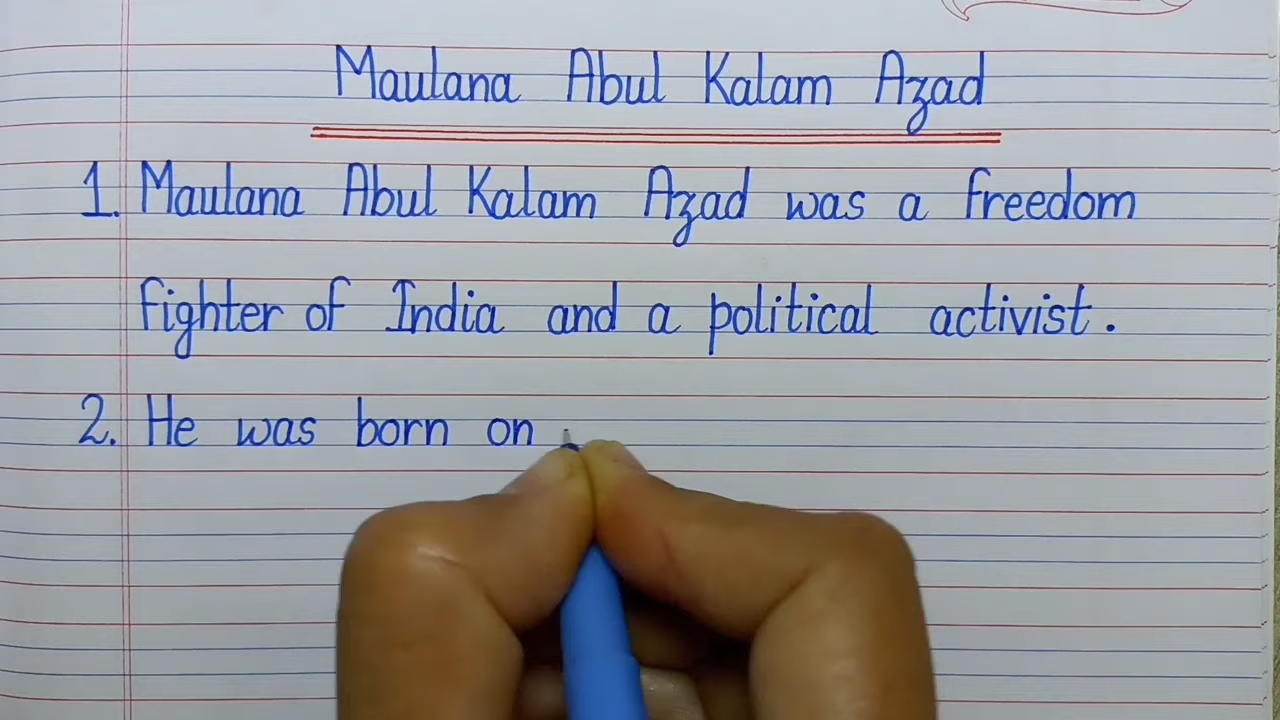 Maulana Abul Kalam Azad
1. Maulana Abul Kalam Azad was a freedom
fighter of India and a political activist.
2. He was born on